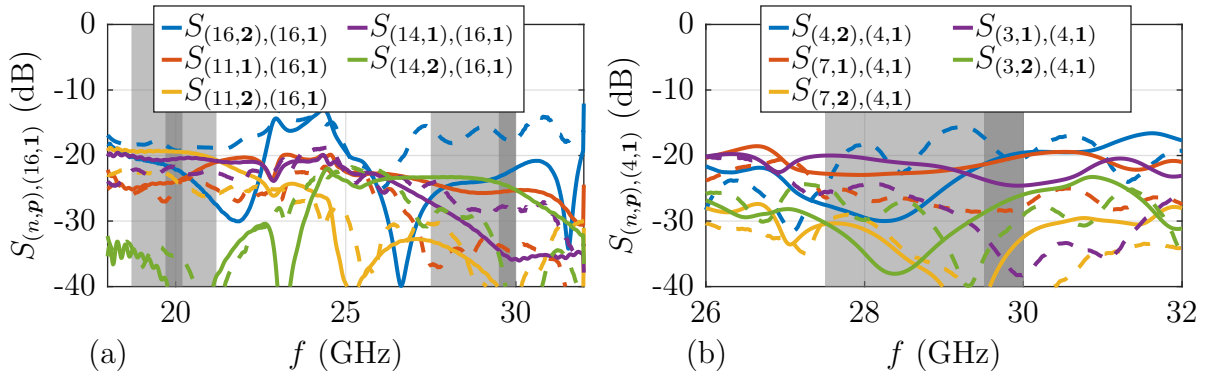 0
-10
-20
-30
-40
20
25
30
S(n,p),(16,1) (dB)
f (GHz)
(a)
S(16,2),(16,1)
S(11,1),(16,1)
S(11,2),(16,1)
S(14,1),(16,1)
S(14,2),(16,1)
0
-10
-20
-30
-40
26
28
30
32
S(n,p),(4,1) (dB)
f (GHz)
(b)
S(4,2),(4,1)
S(7,1),(4,1)
S(7,2),(4,1)
S(3,1),(4,1)
S(3,2),(4,1)